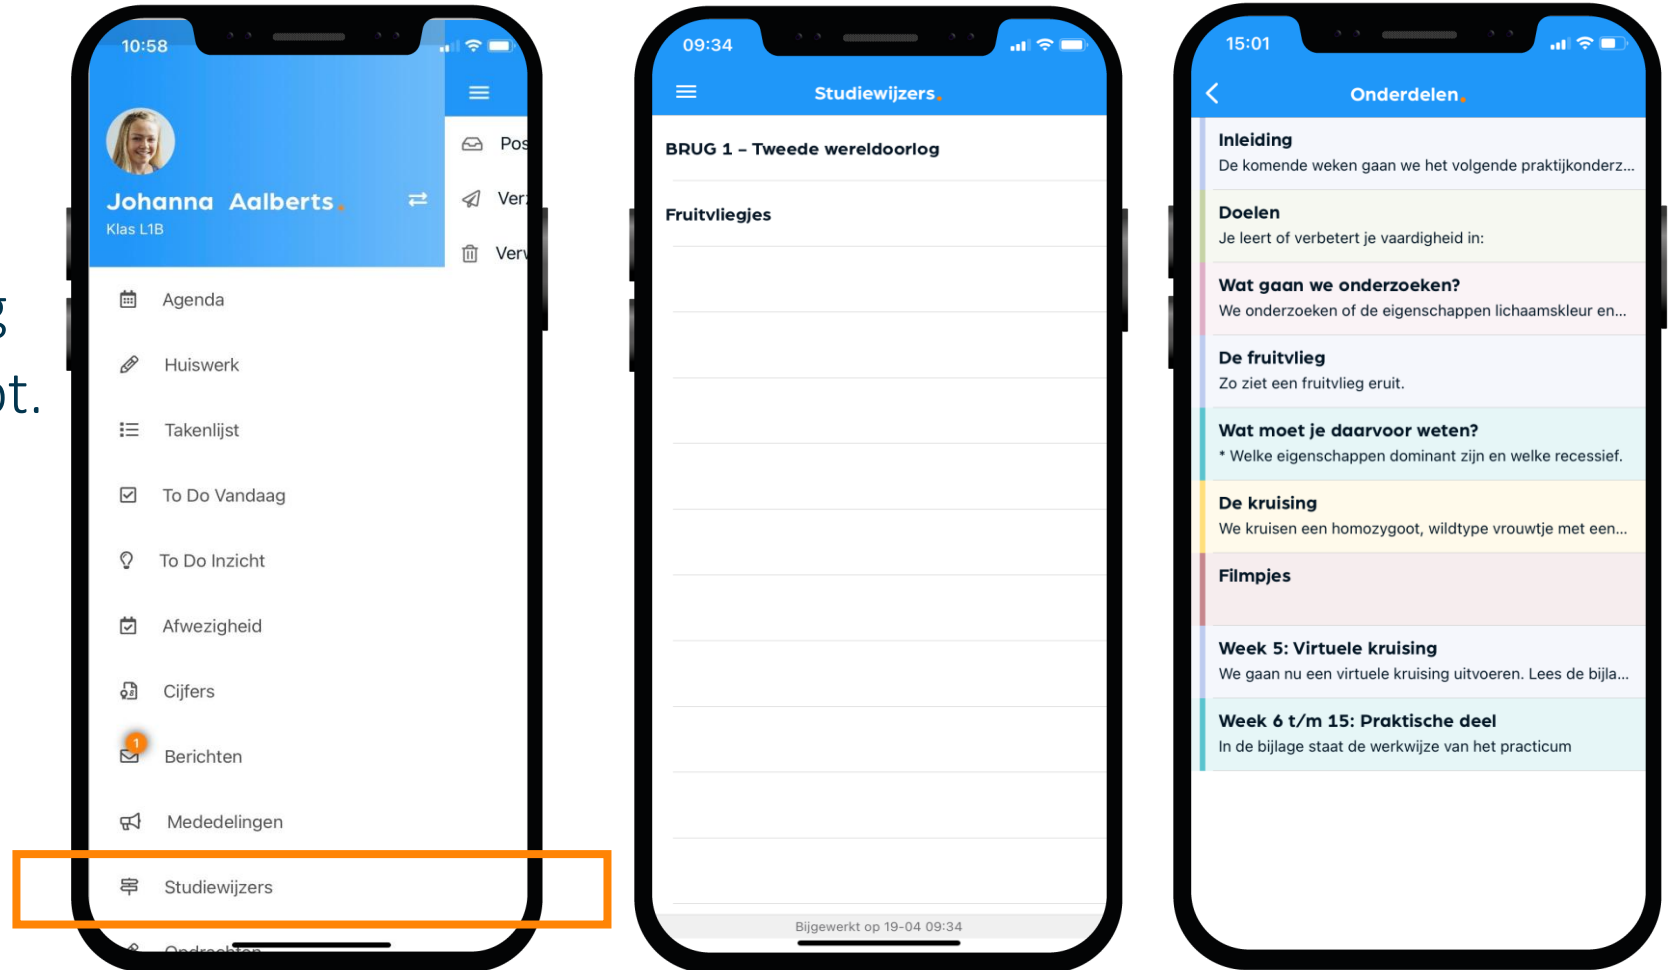 10:58
Johanna Aalberts.
Klas L1B
Agenda
Huiswerk
Takenlijst
To Do Vandaag
To Do Inzicht
Afwezigheid
Cijfers
1
Berichten
Mededelingen
Studiewijzers
Opdrachten
Pos
Ver
Verw
09:34
Studiewijzers.
BRUG 1 – Tweede wereldoorlog
Fruitvliegjes
Bijgewerkt op 19-04 09:34
15:01
Onderdelen.
Inleiding
De komende weken gaan we het volgende praktijkonderz...
Doelen
Je leert of verbetert je vaardigheid in:
Wat gaan we onderzoeken?
We onderzoeken of de eigenschappen lichaamskleur en...
De fruitvlieg
Zo ziet een fruitvlieg eruit.
Wat moet je daarvoor weten?
* Welke eigenschappen dominant zijn en welke recessief.
De kruising
We kruisen een homozygoot, wildtype vrouwtje met een...
Filmpjes
Week 5: Virtuele kruising
We gaan nu een virtuele kruising uitvoeren. Lees de bijla...
Week 6 t/m 15: Praktische deel
In de bijlage staat de werkwijze van het practicum